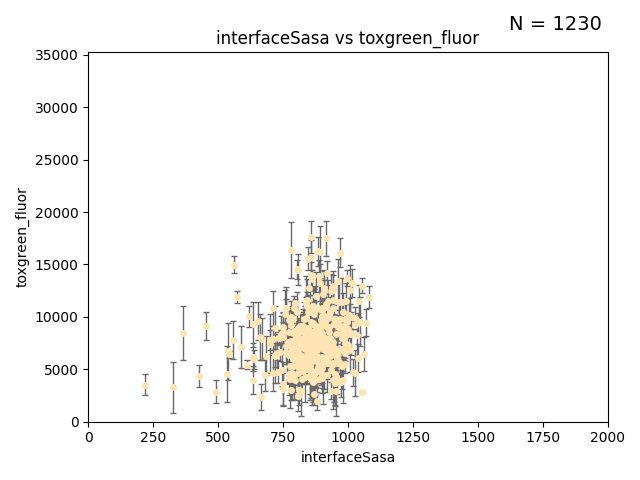 N = 1230
interfaceSasa vs toxgreen_fluor
35000
30000
25000
20000
15000
10000
5000
0
toxgreen_fluor
0 250 500 750 1000 1250 1500 1750 2000
interfaceSasa